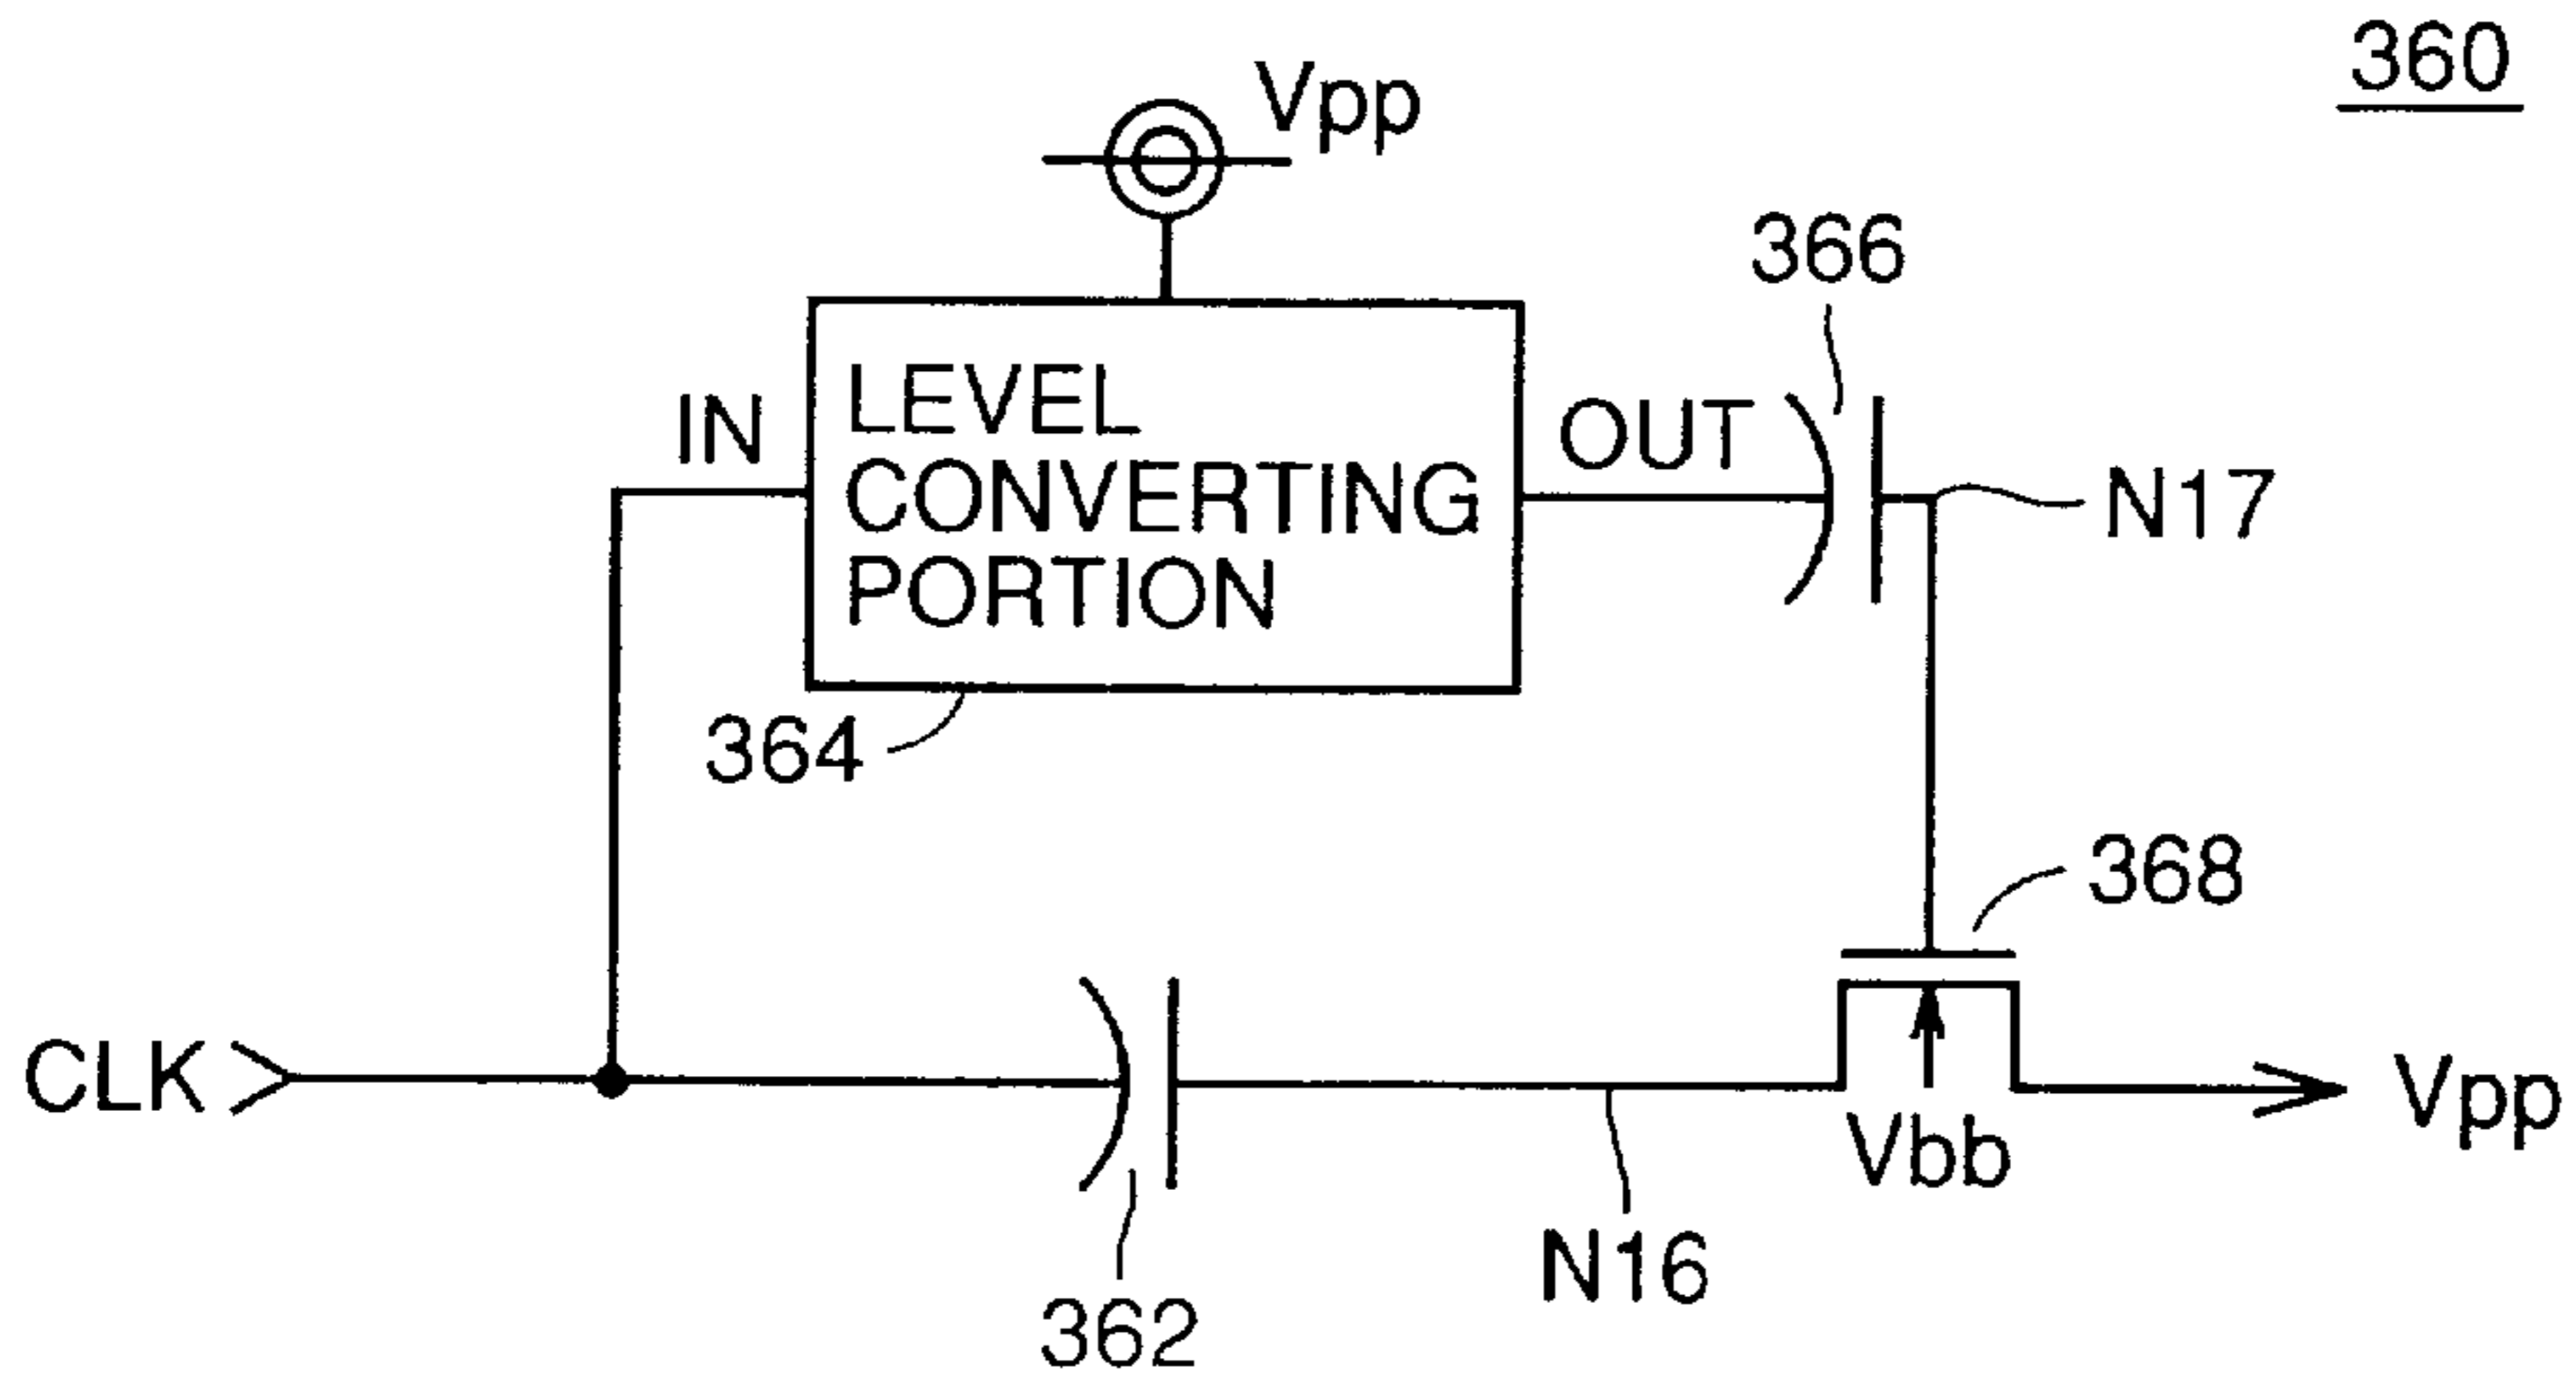 360
Vpp
366
IN
LEVEL
CONVERTING
PORTION
OUT
N17
364
368
CLK
Vbb
Vpp
N16
362